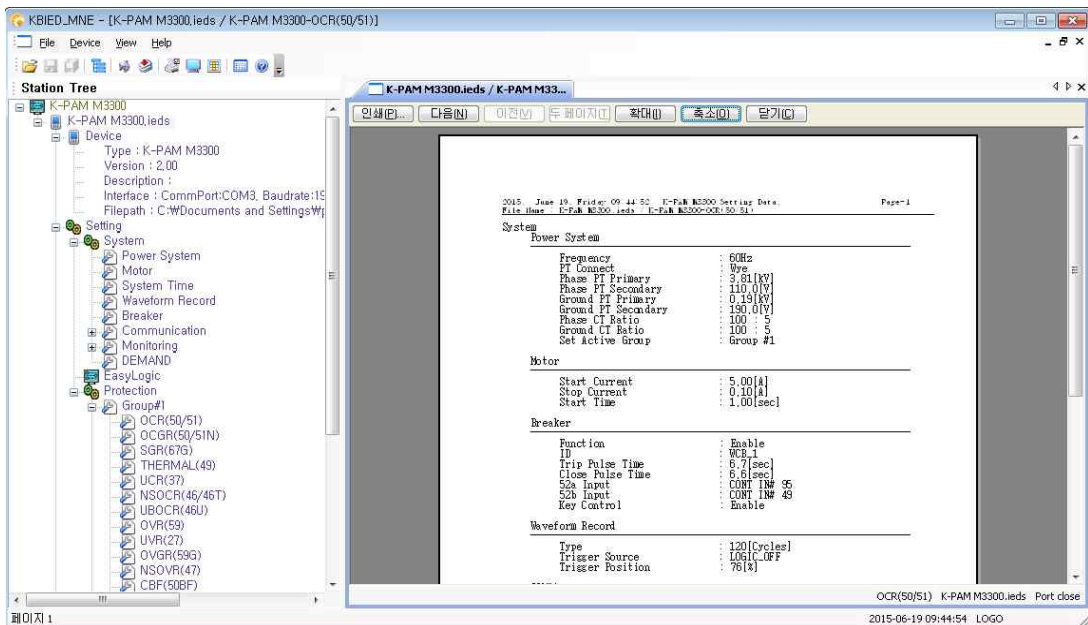 KBIED_MNE - [K-PAM M3300.ieds / K-PAM M3300-OCR(50/51)]
File Device View Help
Station Tree
K-PAM M3300.ieds / K-PAM M33...
K-PAM M3300
K-PAM M3300.ieds
Device
Type : K-PAM M3300
Version : 2,00
Description :
Interface : CommPort:COM3, Baudrate:19
Filepath : C:₩Documents and Settings₩
Setting
System
Power System
Motor
System Time
Waveform Record
Breaker
Communication
Monitoring
DEMAND
EasyLogic
Protection
Group#1
OCR(50/51)
OCGR(50/51N)
SGR(67G)
THERMAL(49)
UCR(37)
NSOCR(46/46T)
UBOCR(46U)
OVR(59)
UVR(27)
OVGR(59G)
NSOVR(47)
CBF(50BF)
인쇄(P)... 다음(N) 이전(V) 두 페이지(T) 확대(I) 축소(O) 닫기(C)
2015. June 19. Friday 09:44:52 K-PAM M3300 Setting Data. Page-1
File Name : K-PAM M3300.ieds / K-PAM M3300-OCR(50/51)
System
Power System
Frequency : 60Hz
PT Connect : Wye
Phase PT Primary : 3.81[kV]
Phase PT Secondary : 110.0[V]
Ground PT Primary : 0.19[kV]
Ground PT Secondary : 190.0[V]
Phase CT Ratio : 100 : 5
Ground CT Ratio : 100 : 5
Set Active Group : Group #1
Motor
Start Current : 5.00[A]
Stop Current : 0.10[A]
Start Time : 1.00[sec]
Breaker
Function : Enable
ID : VCB_1
Trip Pulse Time : 6.7[sec]
Close Pulse Time : 6.6[sec]
52a Input : CONT IN# 95
52b Input : CONT IN# 49
Key Control : Enable
Waveform Record
Type : 120[Cycles]
Trigger Source : LOGIC_OFF
Trigger Position : 76[%]
OCR(50/51) K-PAM M3300.ieds Port close
페이지 1
2015-06-19 09:44:54 LOGO